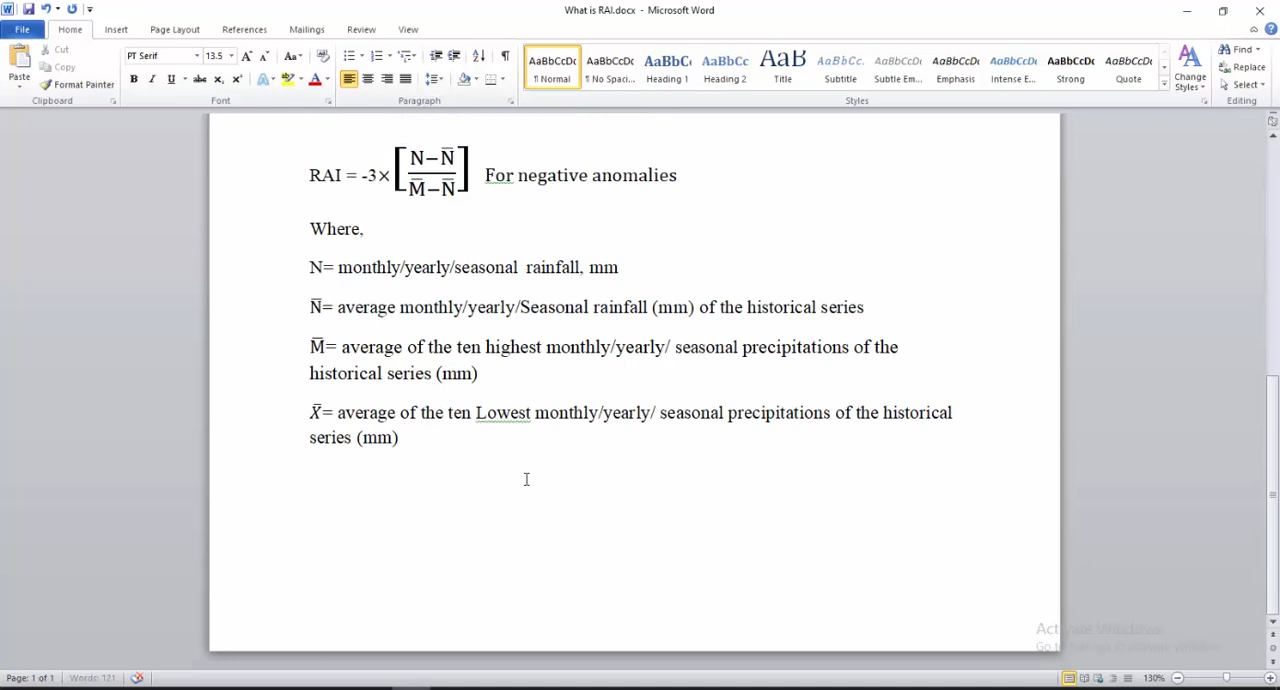 What is RAI.docx - Microsoft Word
File Home Insert Page Layout References Mailings Review View
Paste
Cut
Copy
Format Painter
Clipboard
PT Serif 13.5
Font
Paragraph
AaBbCcDc AaBbCcDc AaBbC AaBbCc AaB AaBbCc. AaBbCcDc AaBbCcDc AaBbCcDc AaBbCcDc AaBbCcDc
¶ Normal ¶ No Spaci... Heading 1 Heading 2 Title Subtitle Subtle Em... Emphasis Intense E... Strong Quote
Styles
Change
Styles
Find
Replace
Select
Editing
RAI = -3× [N−N̅ / M̅−N̅] For negative anomalies
Where,
N= monthly/yearly/seasonal rainfall, mm
N̅= average monthly/yearly/Seasonal rainfall (mm) of the historical series
M̅= average of the ten highest monthly/yearly/ seasonal precipitations of the
historical series (mm)
X̅= average of the ten Lowest monthly/yearly/ seasonal precipitations of the historical
series (mm)
Activate Windows
Page: 1 of 1 Words: 121 130%